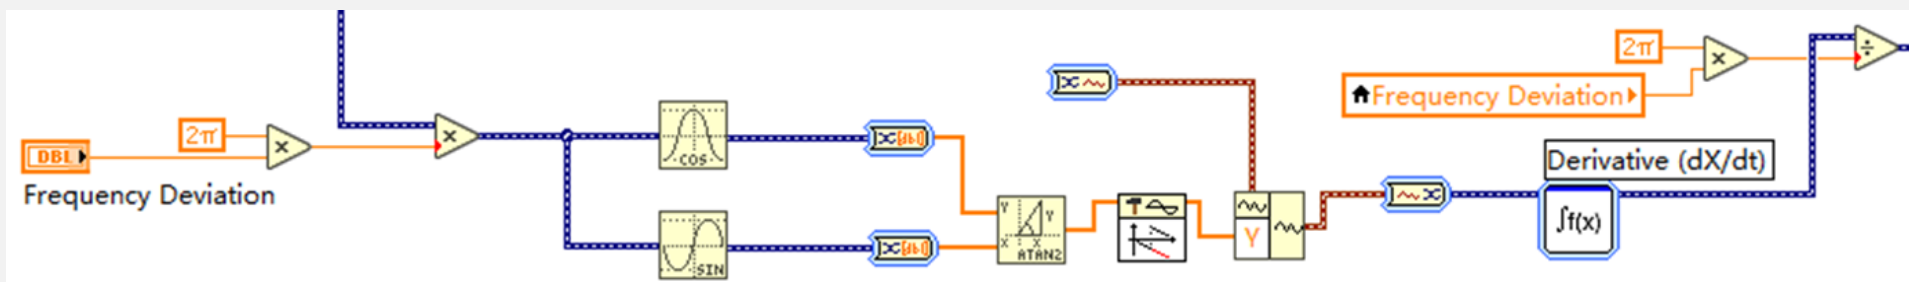 2π
×
DBL
Frequency Deviation
×
COS
SIN
Y
Y
X
X
ATAN2
Y
2π
×
Frequency Deviation
÷
Derivative (dX/dt)
∫f(x)